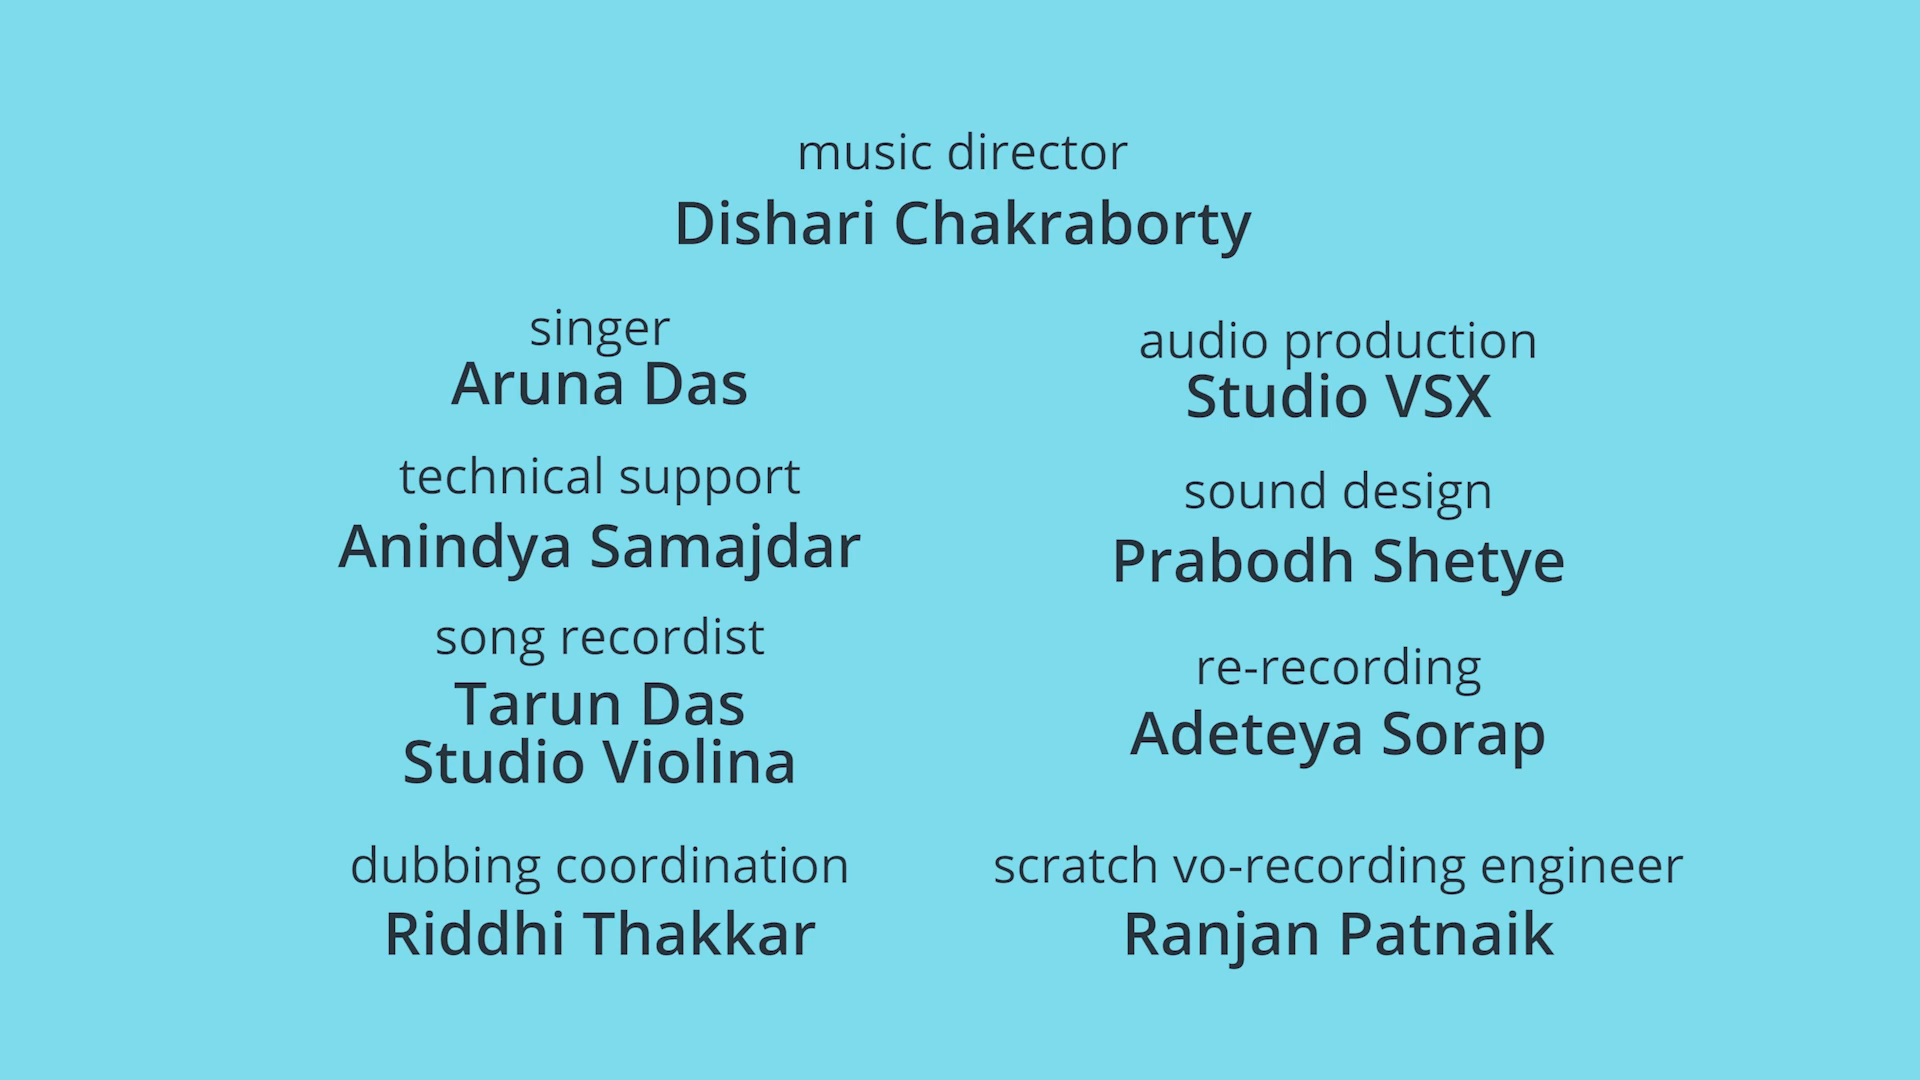 music director
Dishari Chakraborty
singer
Aruna Das
technical support
Anindya Samajdar
song recordist
Tarun Das
Studio Violina
dubbing coordination
Riddhi Thakkar
audio production
Studio VSX
sound design
Prabodh Shetye
re-recording
Adeteya Sorap
scratch vo-recording engineer
Ranjan Patnaik